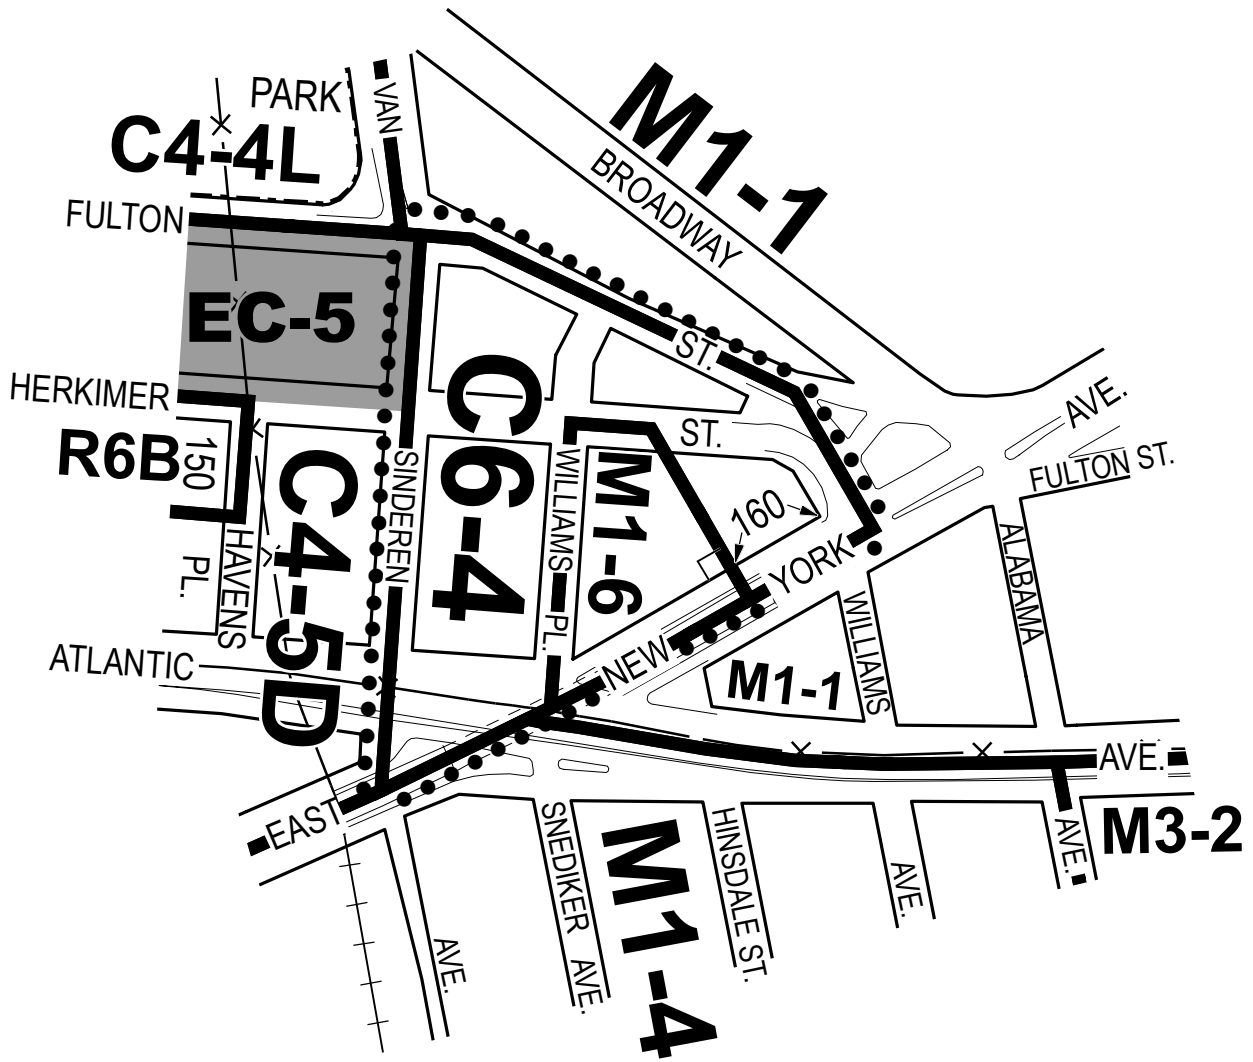 PARK
VAN
M1-1
C4-4L
BROADWAY
FULTON
EC-5
ST.
HERKIMER
AVE.
R6B
150
C4-5D
SINDEREN
C6-4
WILLIAMS
PL.
M1-6
ST.
160
FULTON ST.
HAVENS
PL.
YORK
ALABAMA
ATLANTIC
NEW
M1-1
WILLIAMS
AVE.
EAST
SNEDIKER AVE.
M1-4
HINSDALE ST.
AVE.
AVE.
M3-2
AVE.